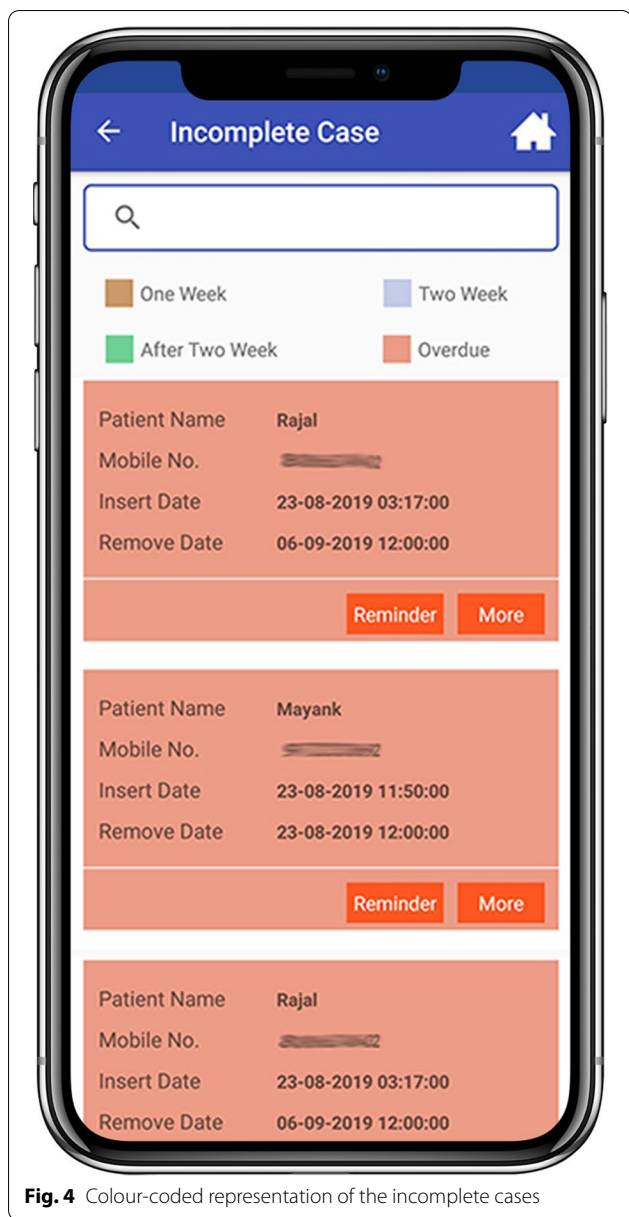 Incomplete Case
One Week
Two Week
After Two Week
Overdue
Patient Name Rajal
Mobile No.
Insert Date 23-08-2019 03:17:00
Remove Date 06-09-2019 12:00:00
Reminder More
Patient Name Mayank
Mobile No.
Insert Date 23-08-2019 11:50:00
Remove Date 23-08-2019 12:00:00
Reminder More
Patient Name Rajal
Mobile No.
Insert Date 23-08-2019 03:17:00
Remove Date 06-09-2019 12:00:00
Fig. 4 Colour-coded representation of the incomplete cases